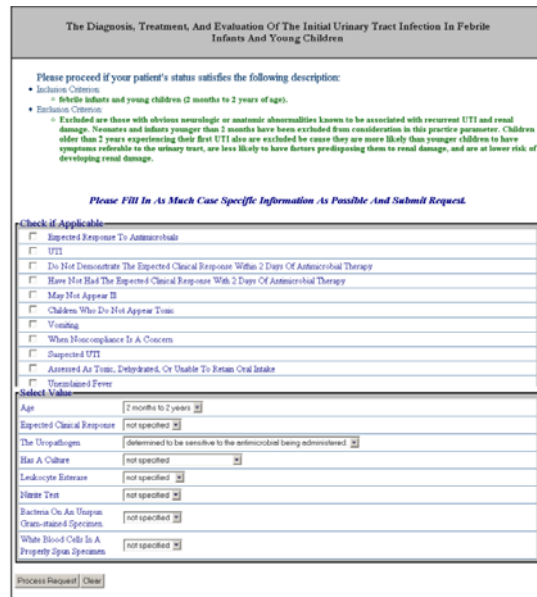 The Diagnosis, Treatment, And Evaluation Of The Initial Urinary Tract Infection In Febrile
Infants And Young Children
Please proceed if your patient's status satisfies the following description:
Inclusion Criterion:
febrile infants and young children (2 months to 2 years of age).
Exclusion Criterion:
Excluded are those with obvious neurologic or anatomic abnormalities known to be associated with recurrent UTI and renal
damage. Neonates and infants younger than 2 months have been excluded from consideration in this practice parameter. Children
older than 2 years experiencing their first UTI also are excluded be cause they are more likely than younger children to have
symptoms referable to the urinary tract, are less likely to have factors predisposing them to renal damage, and are at lower risk of
developing renal damage.
Please Fill In As Much Case Specific Information As Possible And Submit Request.
Check if Applicable
Expected Response To Antimicrobials
UTI
Do Not Demonstrate The Expected Clinical Response Within 2 Days Of Antimicrobial Therapy
Have Not Had The Expected Clinical Response With 2 Days Of Antimicrobial Therapy
May Not Appear Ill
Children Who Do Not Appear Toxic
Vomiting
When Noncompliance Is A Concern
Suspected UTI
Assessed As Toxic, Dehydrated, Or Unable To Retain Oral Intake
Unexplained Fever
Select Value
Age 2 months to 2 years
Expected Clinical Response not specified
The Uropathogen determined to be sensitive to the antimicrobial being administered
Has A Culture not specified
Leukocyte Esterase not specified
Nitrite Test not specified
Bacteria On An Unspun
Gram-stained Specimen not specified
White Blood Cells In A
Properly Spun Specimen not specified
Process Request Clear